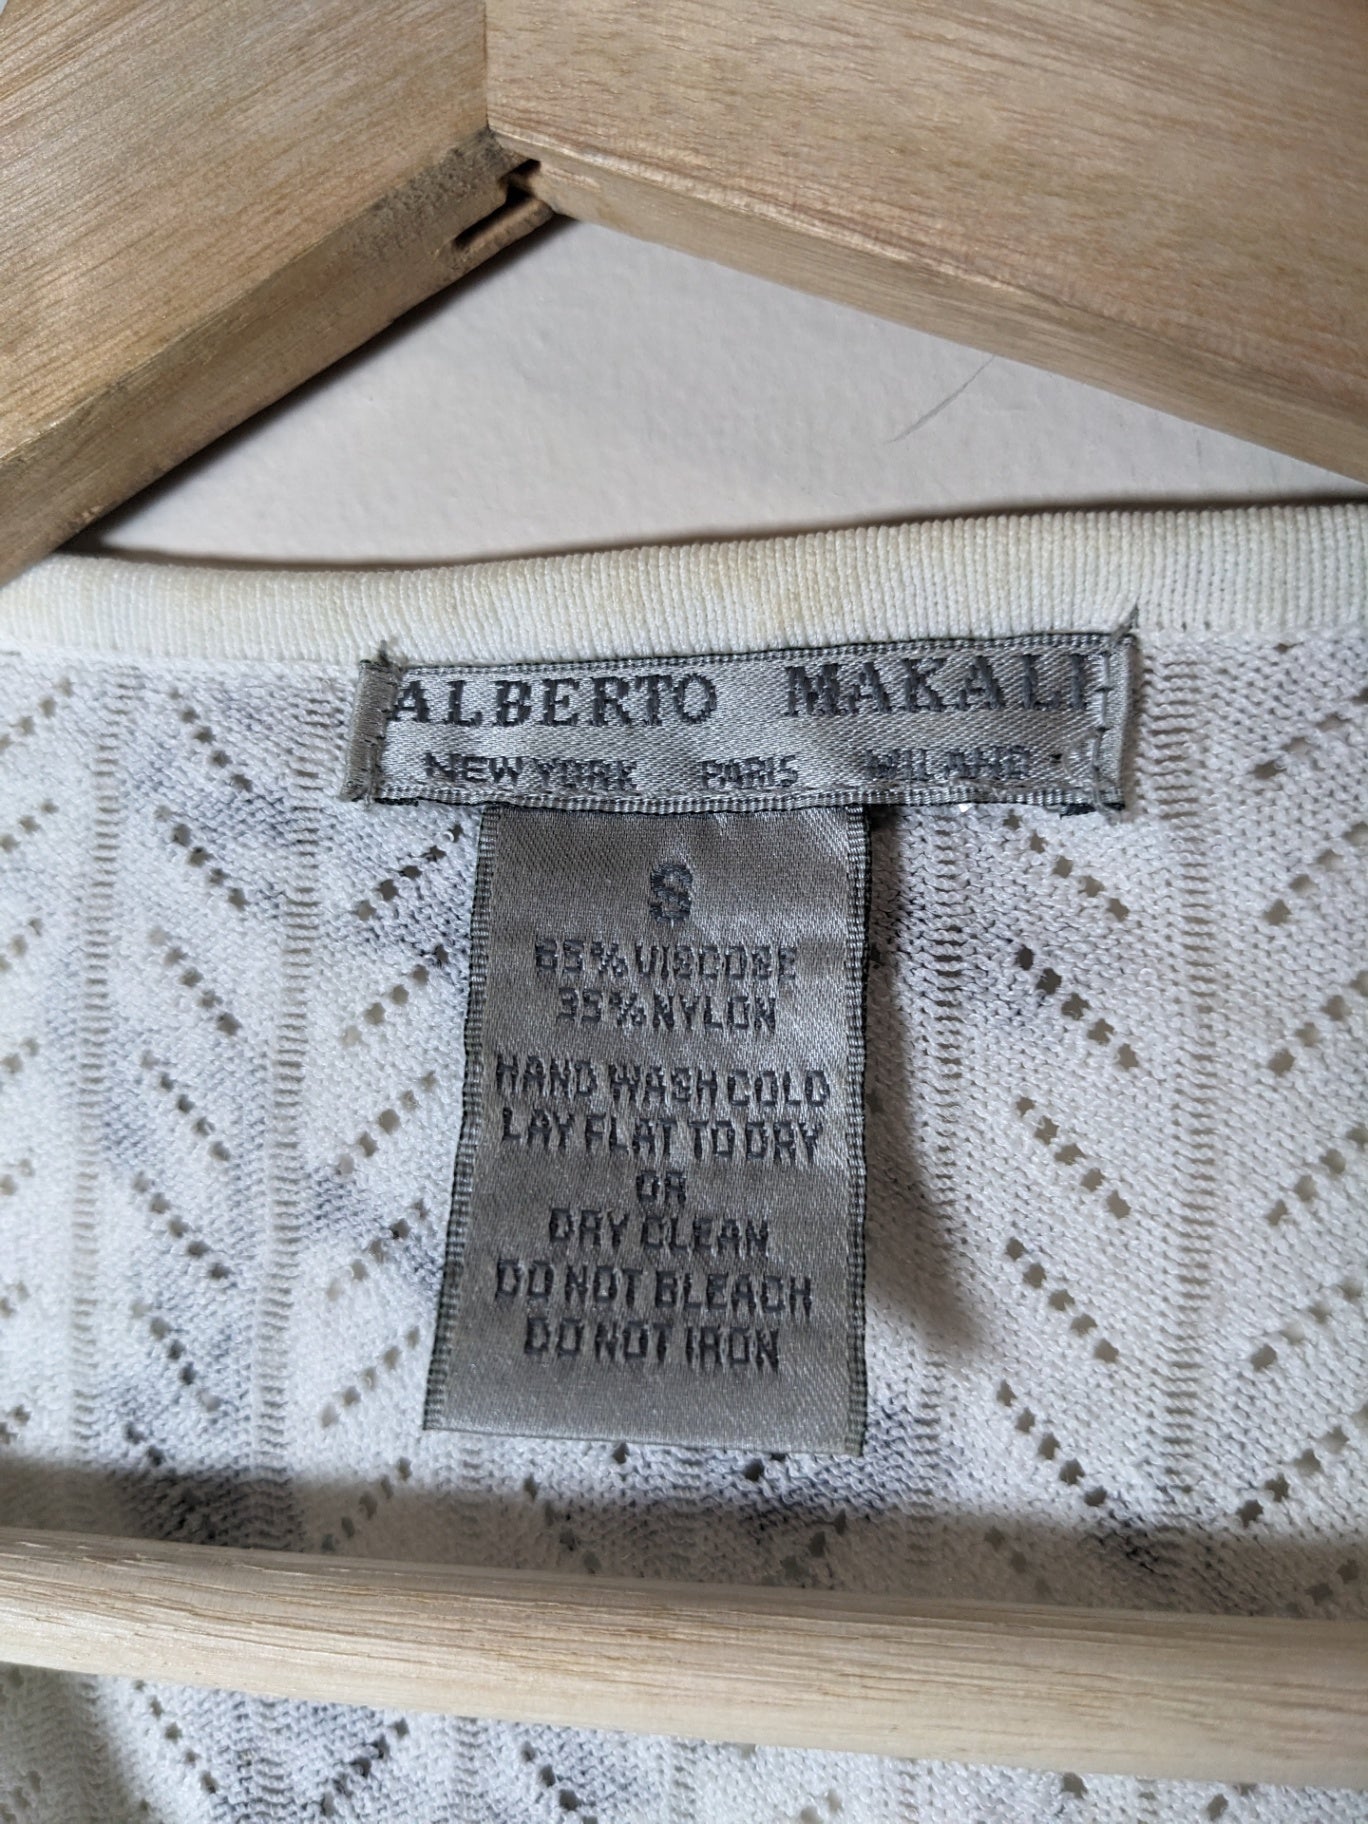 ALBERTO MAKALI
NEW YORK PARIS MILANO
S
65% VISCOSE
35% NYLON
HAND WASH COLD
LAY FLAT TO DRY
OR
DRY CLEAN
DO NOT BLEACH
DO NOT IRON